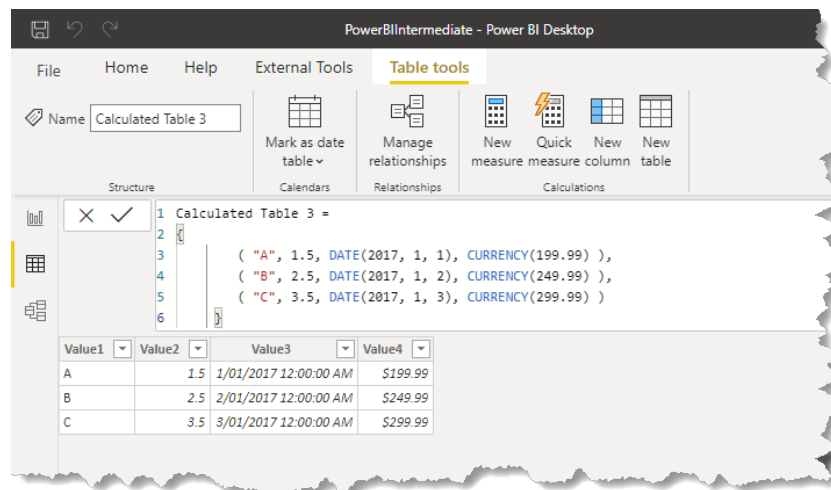 PowerBIIntermediate - Power BI Desktop
File Home Help External Tools Table tools
Name Calculated Table 3
Mark as date table
Manage relationships
New measure
Quick measure
New column
New table
Structure Calendars Relationships Calculations
1 Calculated Table 3 =
2 {
3 ( "A", 1.5, DATE(2017, 1, 1), CURRENCY(199.99) ),
4 ( "B", 2.5, DATE(2017, 1, 2), CURRENCY(249.99) ),
5 ( "C", 3.5, DATE(2017, 1, 3), CURRENCY(299.99) )
6 }
Value1 Value2 Value3 Value4
A 1.5 1/01/2017 12:00:00 AM $199.99
B 2.5 2/01/2017 12:00:00 AM $249.99
C 3.5 3/01/2017 12:00:00 AM $299.99